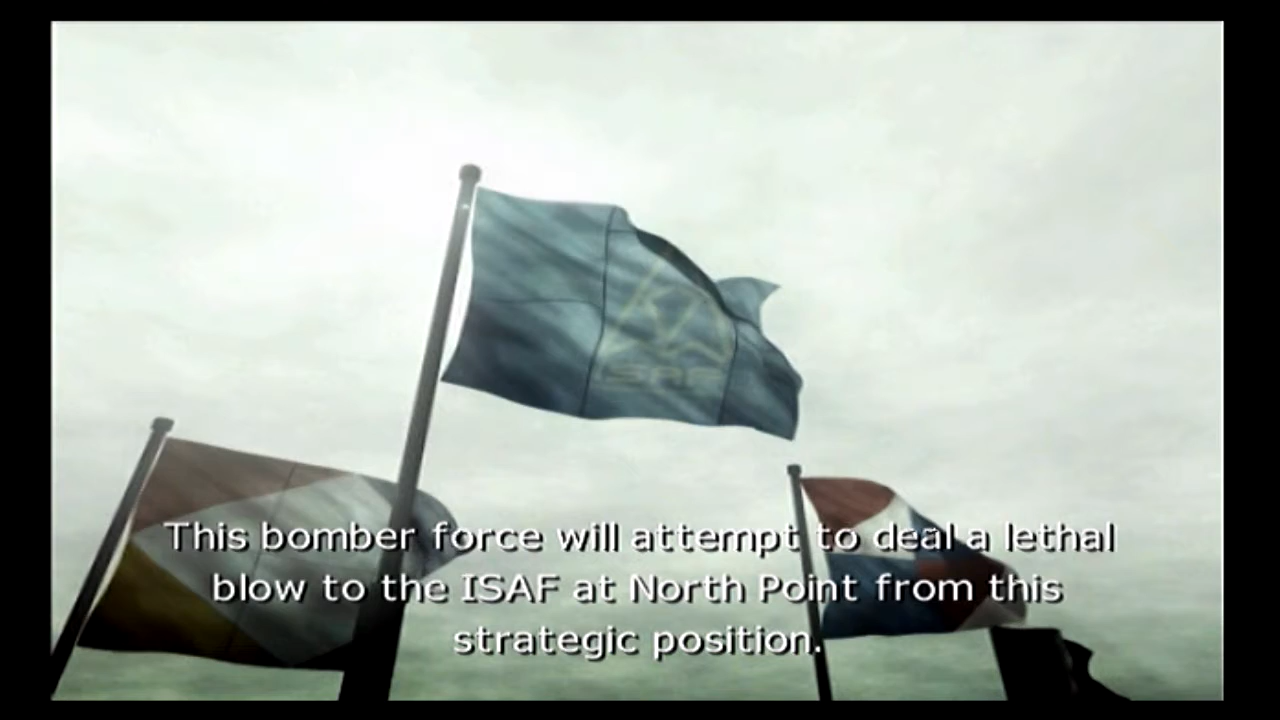 ISAF
This bomber force will attempt to deal a lethal
blow to the ISAF at North Point from this
strategic position.